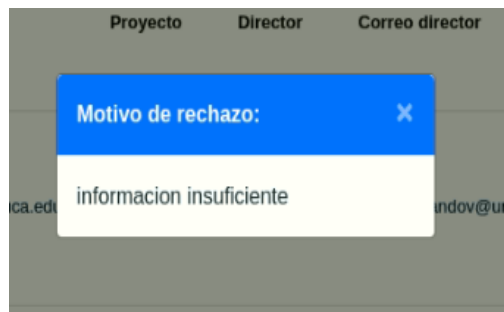 Proyecto Director Correo director
Motivo de rechazo: ×
informacion insuficiente